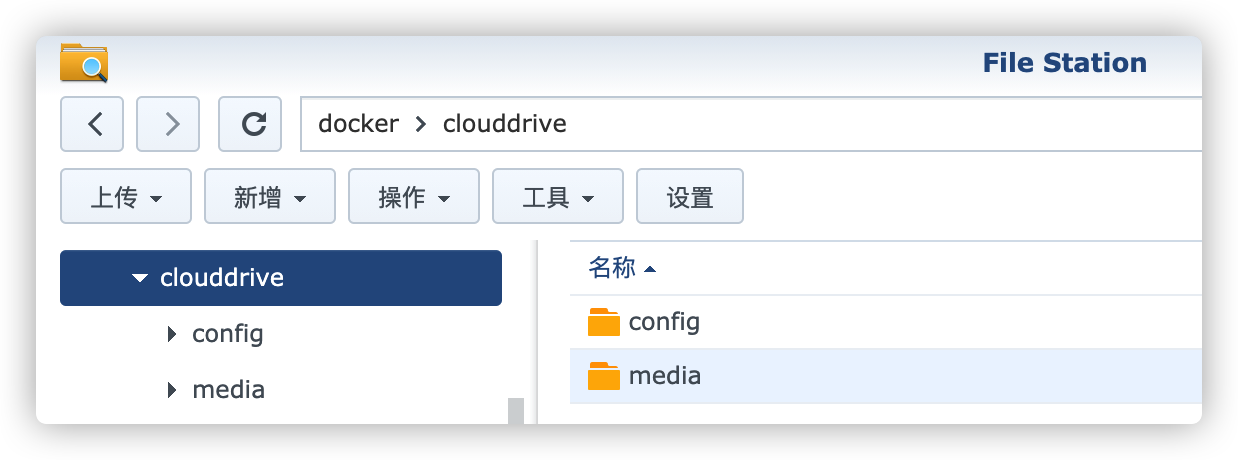 File Station
docker > clouddrive
上传 新增 操作 工具 设置
clouddrive
config
media
名称
config
media